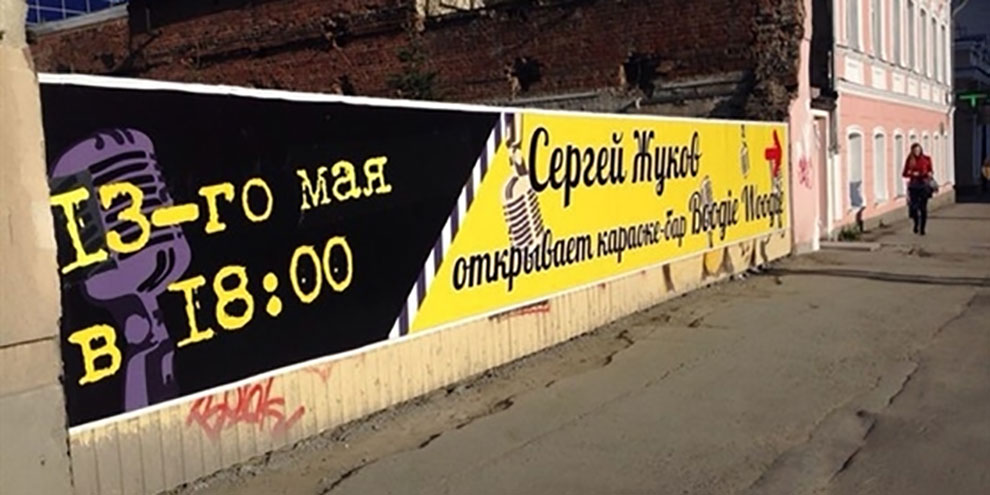 13-го мая
в 18:00
Сергей Жуков
открывает караоке-бар Boogie Woogie